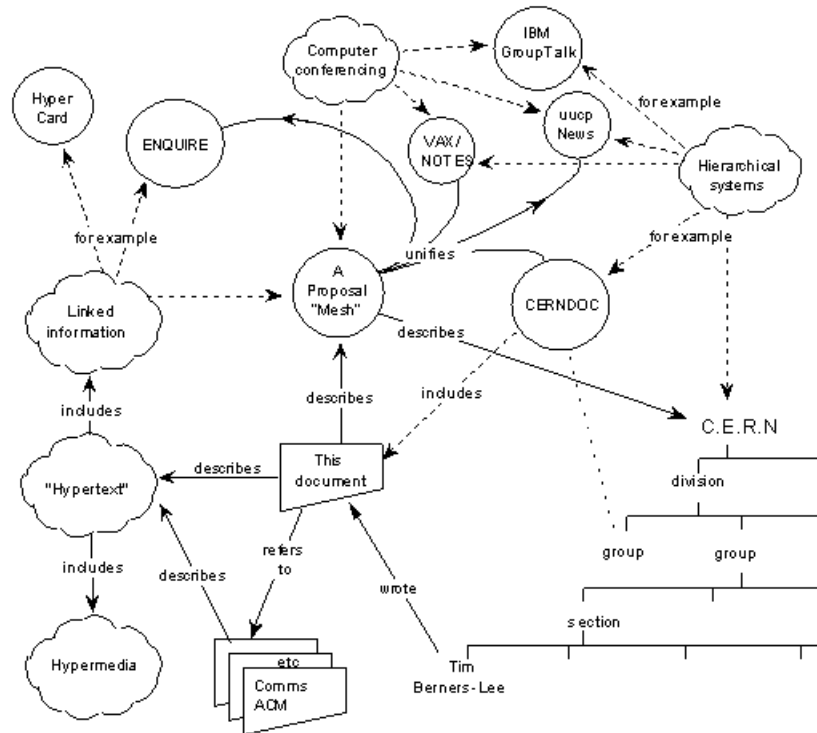 IBM
GroupTalk
Computer
conferencing
Hyper
Card
for example
uucp
News
ENQUIRE
VAX/
NOTES
Hierarchical
systems
for example
unifies
for example
A
Proposal
"Mesh"
CERNDOC
Linked
information
describes
includes
describes
includes
C.E.R.N
This
document
describes
division
"Hypertext"
refers
to
group
group
includes
describes
wrote
section
Hypermedia
etc
Tim
Berners-Lee
Comms
ACM